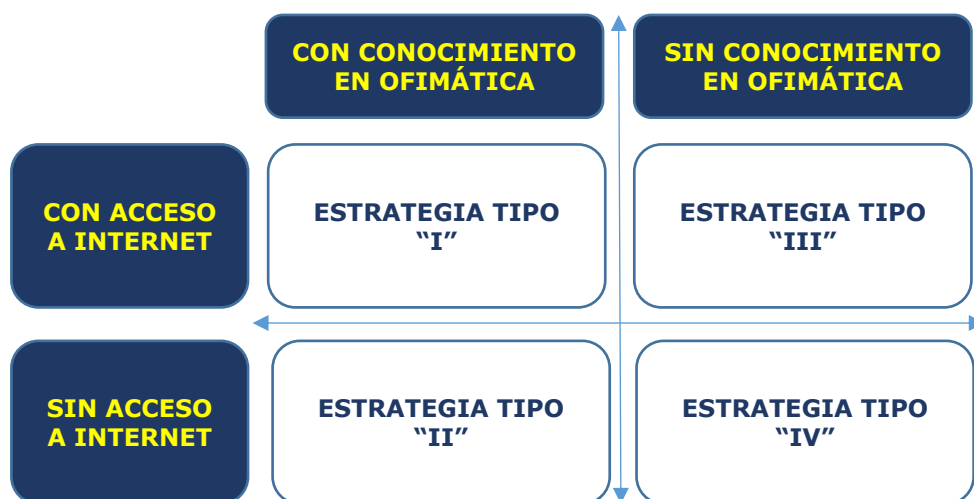 CON CONOCIMIENTO
EN OFIMÁTICA
SIN CONOCIMIENTO
EN OFIMÁTICA
CON ACCESO
A INTERNET
ESTRATEGIA TIPO
“I”
ESTRATEGIA TIPO
“III”
SIN ACCESO
A INTERNET
ESTRATEGIA TIPO
“II”
ESTRATEGIA TIPO
“IV”